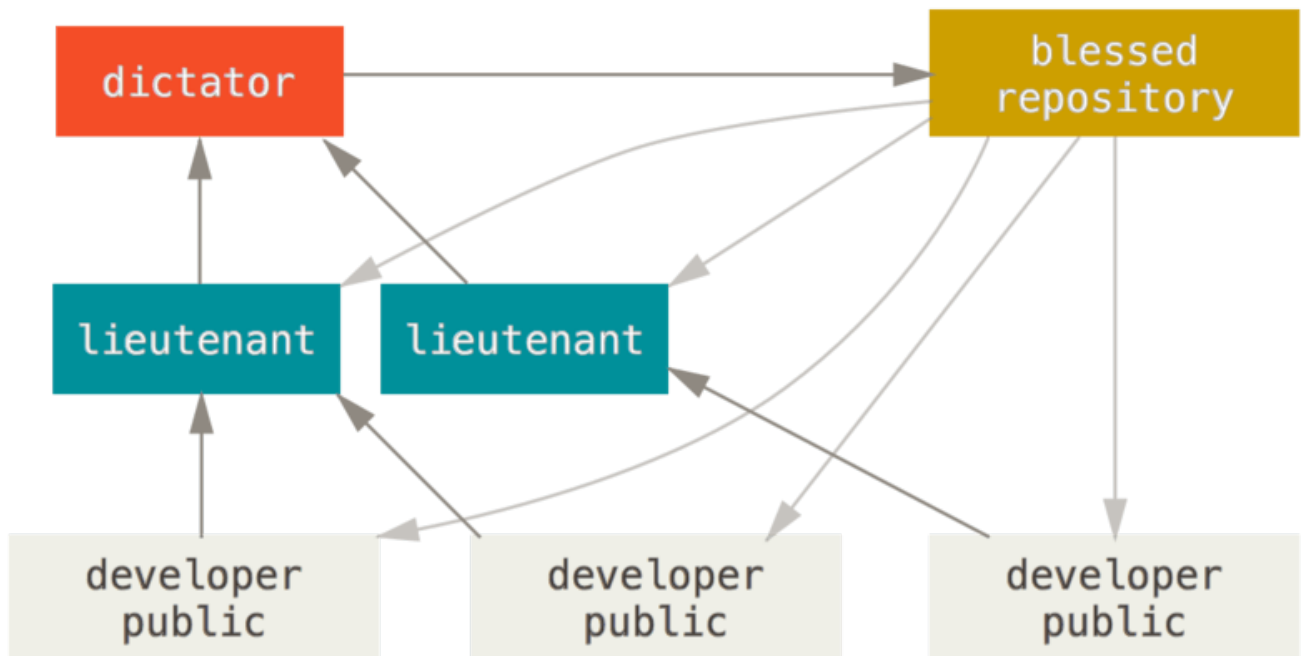 dictator
blessed
repository
lieutenant
lieutenant
developer
public
developer
public
developer
public